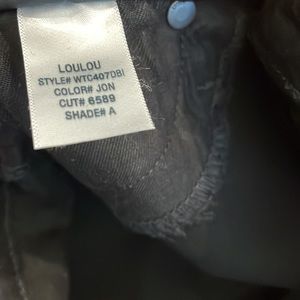 LOULOU
STYLE# WTC407DBI
COLOR# JON
CUT# 6589
SHADE# A